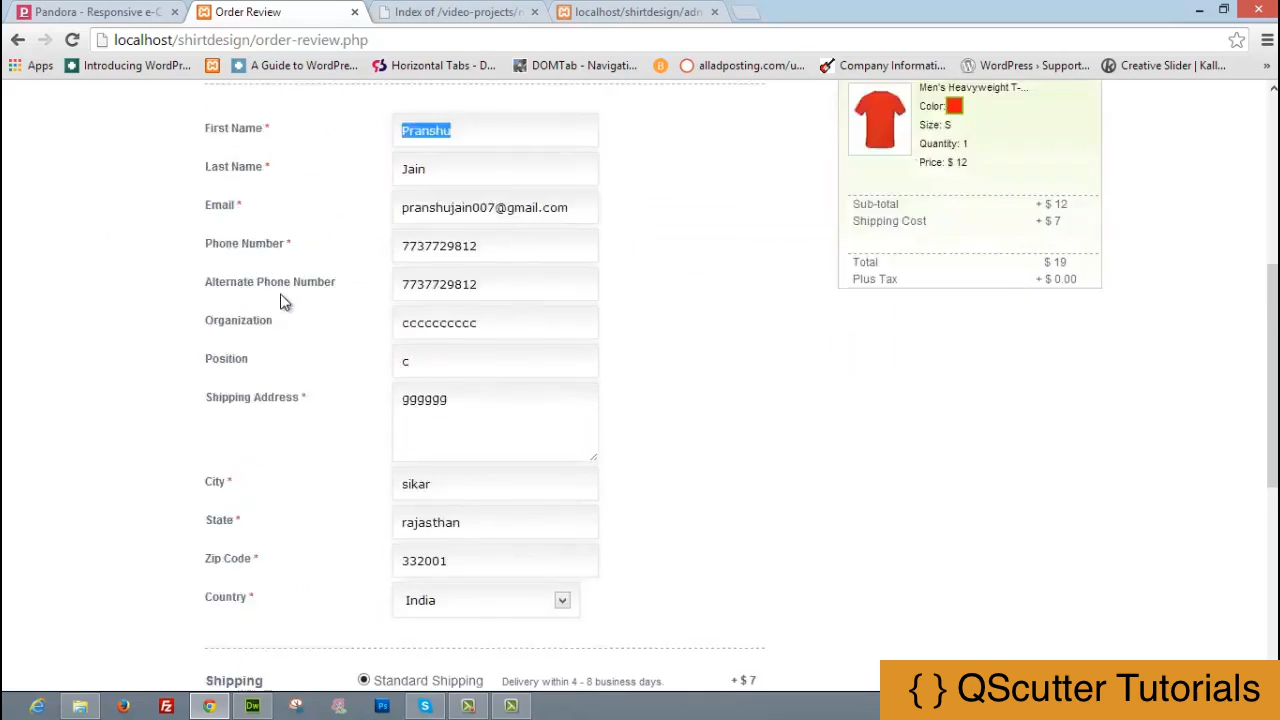 Pandora - Responsive e-C
Order Review
Index of /video-projects/n
localhost/shirtdesign/adn
localhost/shirtdesign/order-review.php
Apps
Introducing WordPr...
A Guide to WordPre...
Horizontal Tabs - D...
DOMTab - Navigati...
alladposting.com/u...
Company Informati...
WordPress › Support...
Creative Slider | Kall...
»
First Name *
Pranshu
Last Name *
Jain
Email *
pranshujain007@gmail.com
Phone Number *
7737729812
Alternate Phone Number
7737729812
Organization
cccccccccc
Position
c
Shipping Address *
gggggg
City *
sikar
State *
rajasthan
Zip Code *
332001
Country *
India
Shipping
Standard Shipping
Delivery within 4 - 8 business days.
+ $ 7
Men's Heavyweight T-...
Color:
Size: S
Quantity: 1
Price: $ 12
Sub-total + $ 12
Shipping Cost + $ 7
Total $ 19
Plus Tax + $ 0.00
{ } QScutter Tutorials